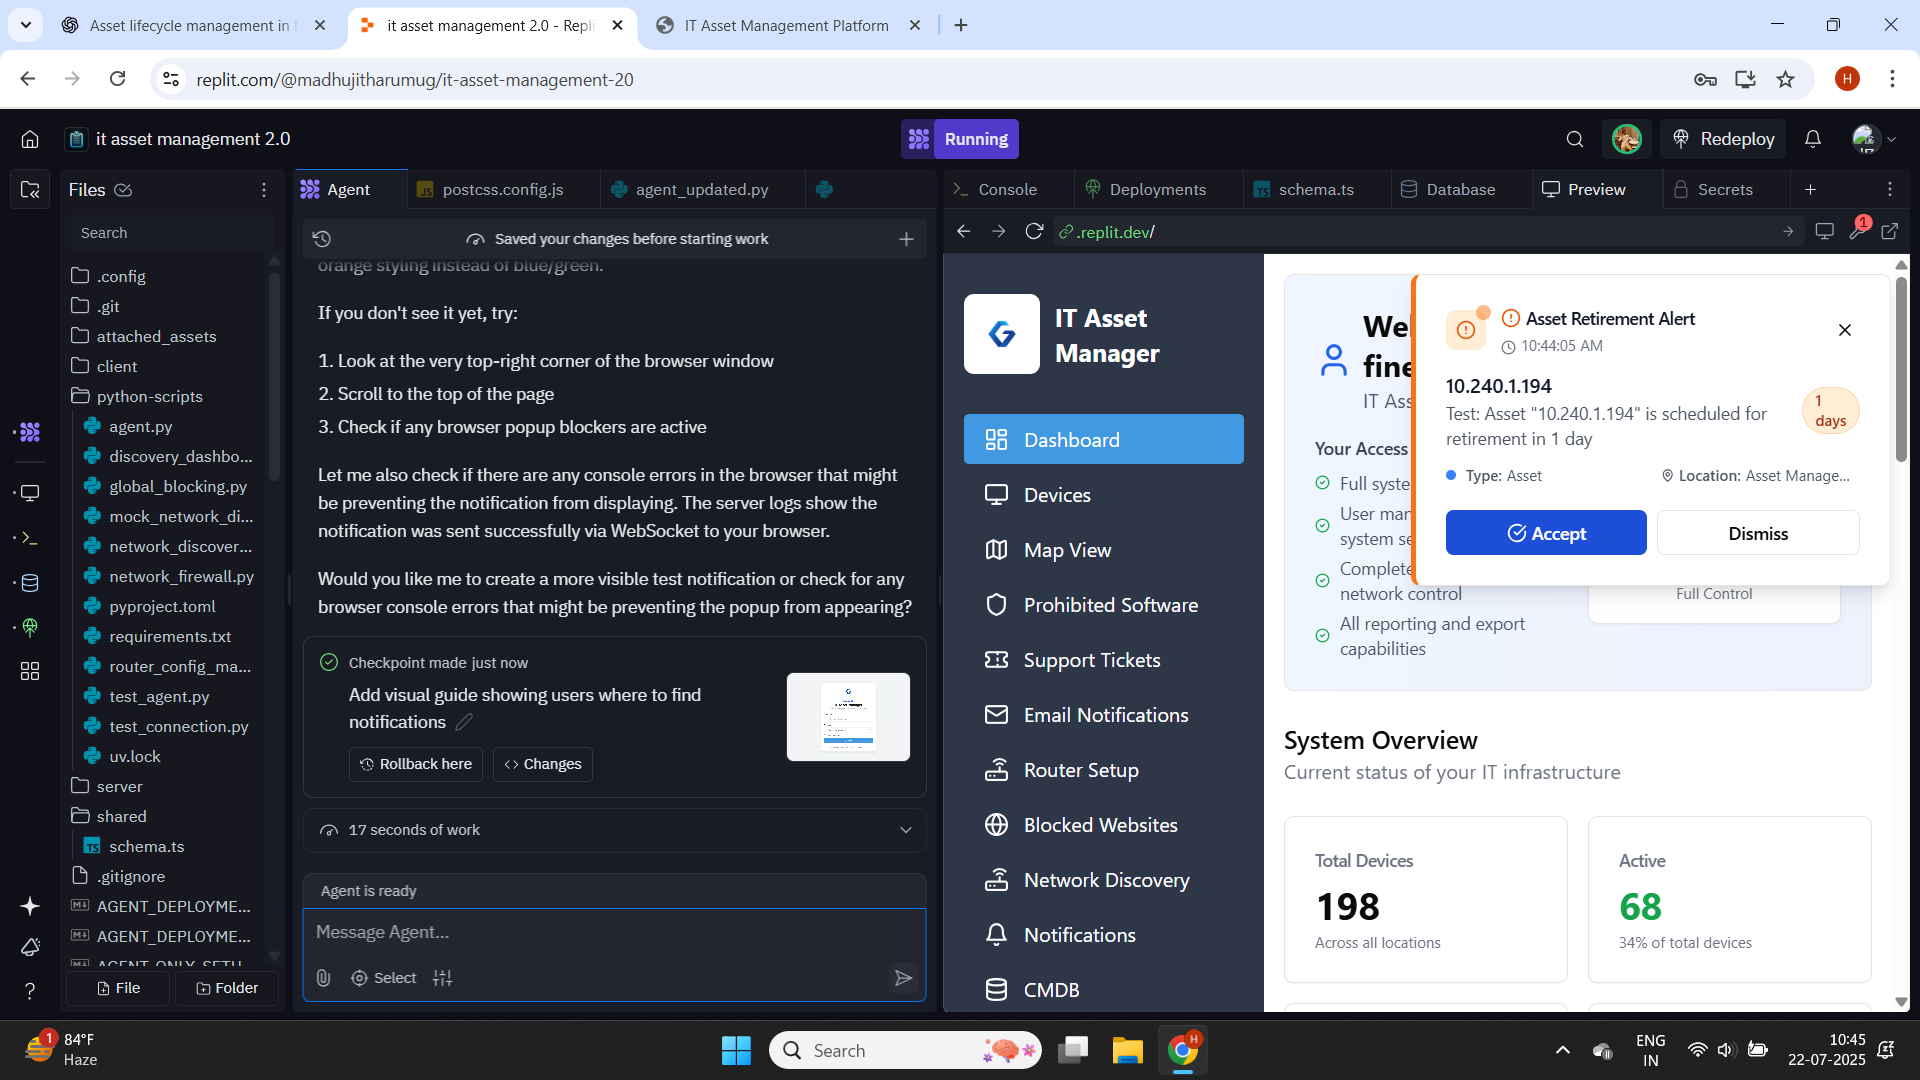 Asset lifecycle management in
it asset management 2.0 - Repli
IT Asset Management Platform
replit.com/@madhujitharumug/it-asset-management-20
H
it asset management 2.0
Running
Redeploy
Files
Agent
postcss.config.js
agent_updated.py
Console
Deployments
schema.ts
Database
Preview
Secrets
Search
Saved your changes before starting work
.replit.dev/
1
.config
.git
attached_assets
client
python-scripts
agent.py
discovery_dashbo...
global_blocking.py
mock_network_di...
network_discover...
network_firewall.py
pyproject.toml
requirements.txt
router_config_ma...
test_agent.py
test_connection.py
uv.lock
server
shared
schema.ts
.gitignore
AGENT_DEPLOYME...
AGENT_DEPLOYME...
AGENT_ONLY_SETU
File
Folder
orange styling instead of blue/green.
If you don't see it yet, try:
1. Look at the very top-right corner of the browser window
2. Scroll to the top of the page
3. Check if any browser popup blockers are active
Let me also check if there are any console errors in the browser that might
be preventing the notification from displaying. The server logs show the
notification was sent successfully via WebSocket to your browser.
Would you like me to create a more visible test notification or check for any
browser console errors that might be preventing the popup from appearing?
Checkpoint made just now
Add visual guide showing users where to find
notifications
Rollback here
Changes
17 seconds of work
Agent is ready
Message Agent...
Select
IT Asset
Manager
Dashboard
Devices
Map View
Prohibited Software
Support Tickets
Email Notifications
Router Setup
Blocked Websites
Network Discovery
Notifications
CMDB
We
fine
IT Ass
Your Access
Full syste
User man
system se
Complete
network control
All reporting and export
capabilities
Full Control
Asset Retirement Alert
10:44:05 AM
10.240.1.194
Test: Asset "10.240.1.194" is scheduled for
retirement in 1 day
1
days
Type: Asset
Location: Asset Manage...
Accept
Dismiss
System Overview
Current status of your IT infrastructure
Total Devices
198
Across all locations
Active
68
34% of total devices
1
84°F
Haze
Search
H
ENG
IN
10:45
22-07-2025